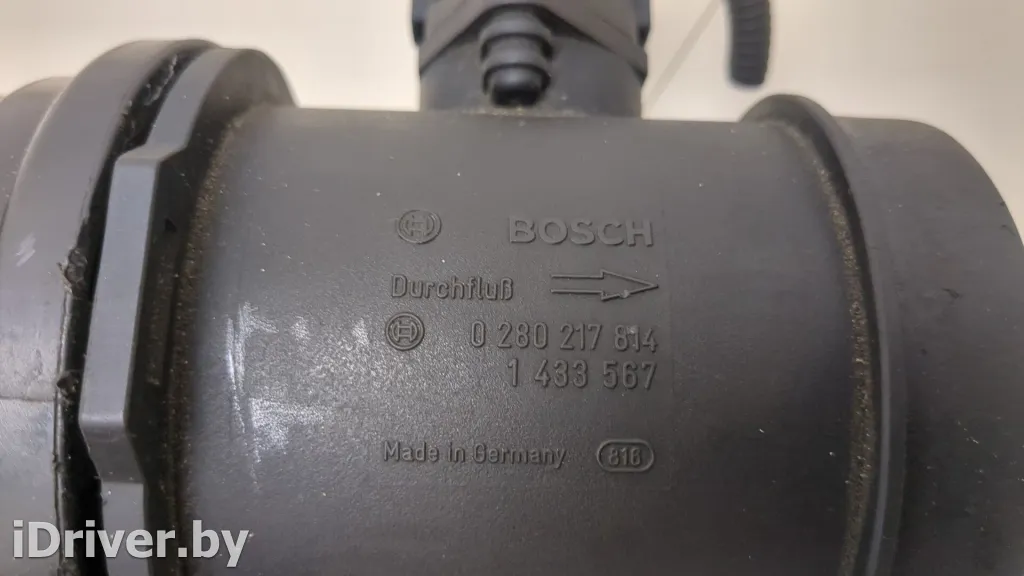 BOSCH
Durchfluß
0 280 217 814
1 433 567
Made in Germany 816
iDriver.by